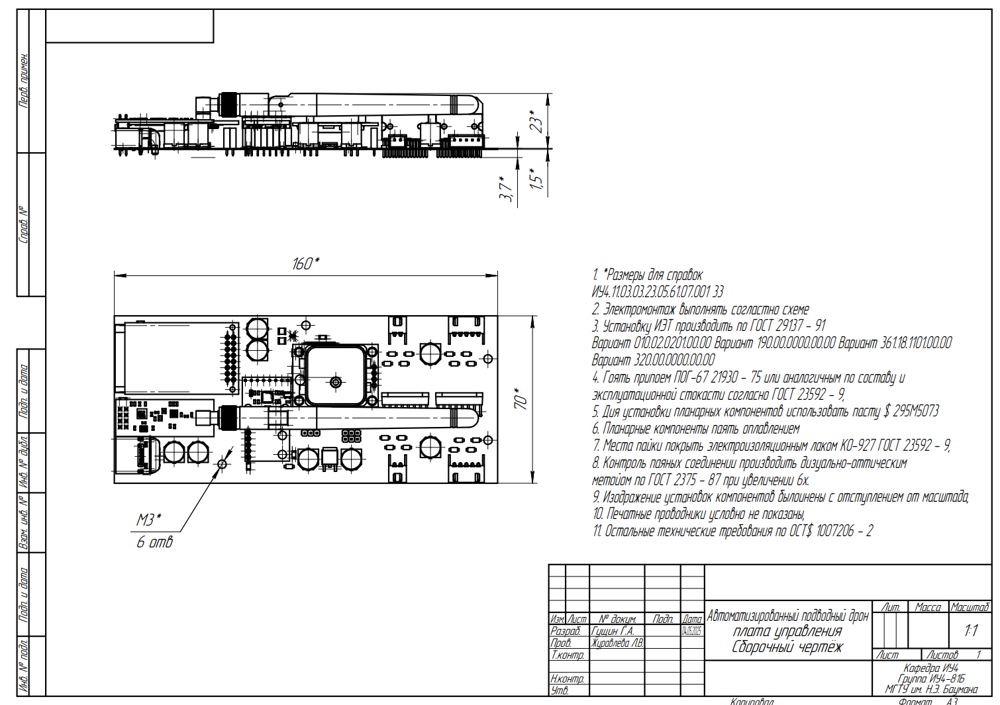 Перв. примен.
Справ. №
Подп. и дата
Инв. № дубл.
Взам. инв. №
Подп. и дата
Инв. № подл.
23*
3,7*
1,5*
160*
70*
М3*
6 отв
1. *Размеры для справок
ИУ4.11.03.03.23.05.61.07.001 33
2. Электромонтаж выполнять согластно схеме
3. Установку ИЭТ производить по ГОСТ 29137 - 91
Вариант 010.02.0201.00.00 Вариант 190.00.0000.00.00 Вариант 361.18.1101.00.00
Вариант 320.00.0000.00.00
4. Гоять припоем ПОГ-67 21930 - 75 или аналогичным по составу и
эксплуатационной стокасти согласно ГОСТ 23592 - 9,
5. Дия установки планарных компонентов использовать пасту $ 295М5073
6. Планарные компоненты паять оплавлением
7. Места пайки покрыть электроизоляционным лаком КО-927 ГОСТ 23592 - 9,
8. Контроль паяных соединении производить дизуально-оттическим
метойом по ГОСТ 2375 - 87 при увеличении 6х.
9. Изодражение установок компонентов былоинены с отступлением от масштада,
10. Печатные проводники условно не показаны,
11. Остальные технические требования по ОСТ$ 1007206 - 2
Изм. Лист № докум. Подп. Дата
Разраб. Гущин Г.А. 04.05.2025
Пров. Журавлёва Л.В.
Т.контр.
Н.контр.
Утв.
Автоматизированный подводный дрон
плата управления
Сборочный чертёж
Лит. Масса Масштаб
1:1
Лист Листов 1
Кафедра ИУ4
Группа ИУ4-81Б
МГТУ им. Н.Э. Баумана
Копировал Формат А3